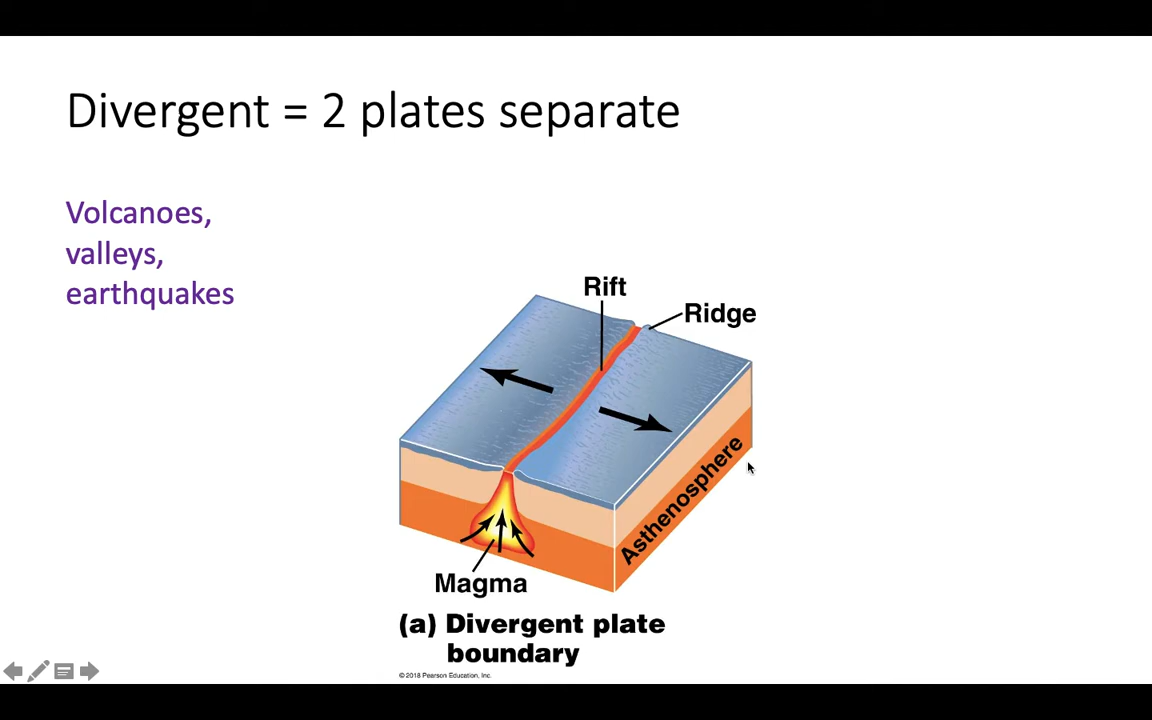 Divergent = 2 plates separate
Volcanoes,
valleys,
earthquakes
Rift
Ridge
Asthenosphere
Magma
(a) Divergent plate
boundary
© 2018 Pearson Education, Inc.